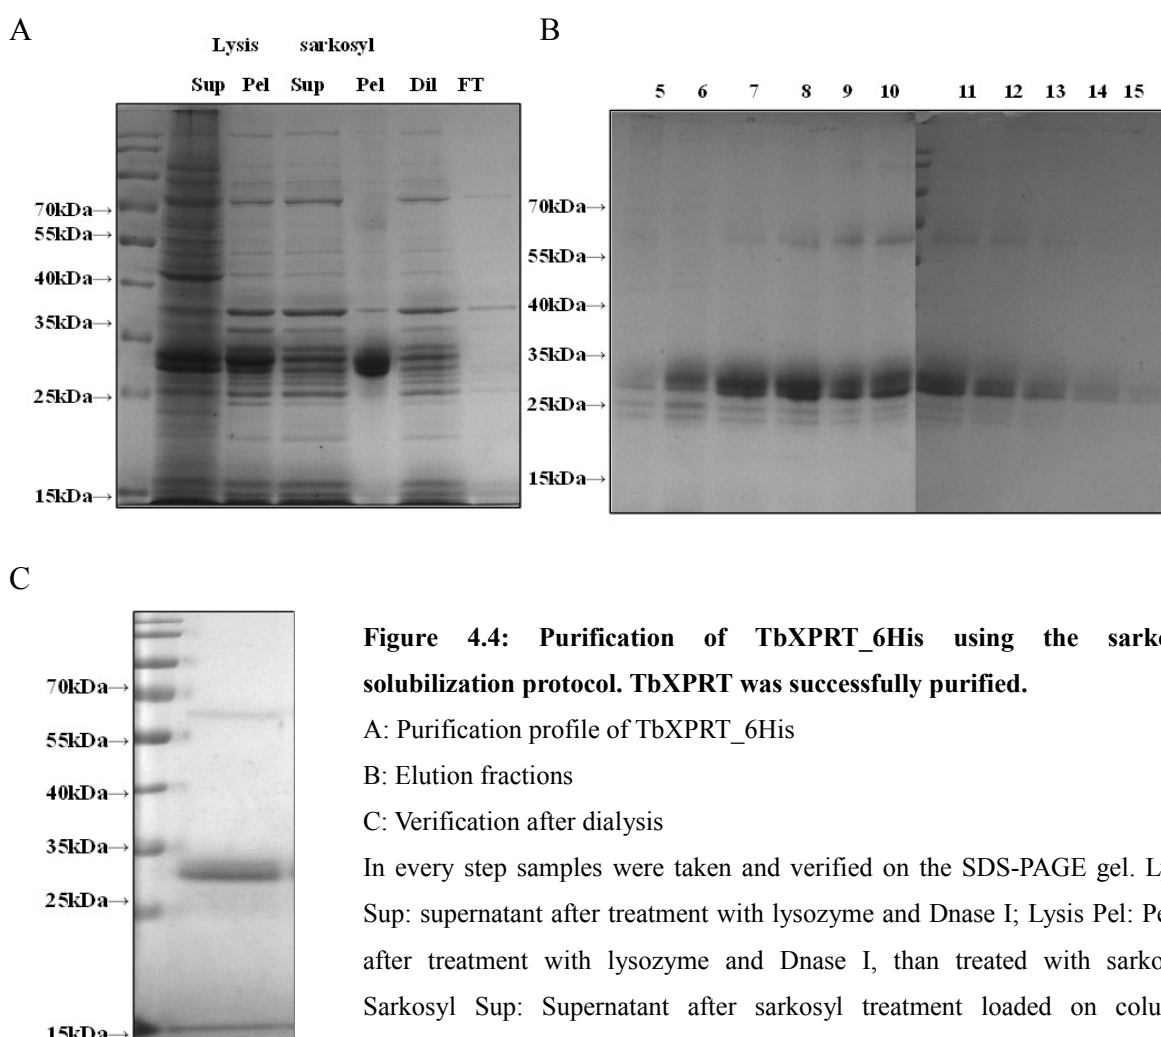 A
Lysis sarkosyl
Sup Pel Sup Pel Dil FT
70kDa→
55kDa→
40kDa→
35kDa→
25kDa→
15kDa→
B
5 6 7 8 9 10 11 12 13 14 15
70kDa→
55kDa→
40kDa→
35kDa→
25kDa→
15kDa→
C
70kDa→
55kDa→
40kDa→
35kDa→
25kDa→
15kDa→
Figure 4.4: Purification of TbXPRT_6His using the sarko
solubilization protocol. TbXPRT was successfully purified.
A: Purification profile of TbXPRT_6His
B: Elution fractions
C: Verification after dialysis
In every step samples were taken and verified on the SDS-PAGE gel. L
Sup: supernatant after treatment with lysozyme and Dnase I; Lysis Pel: Pe
after treatment with lysozyme and Dnase I, than treated with sarko
Sarkosyl Sup: Supernatant after sarkosyl treatment loaded on colu